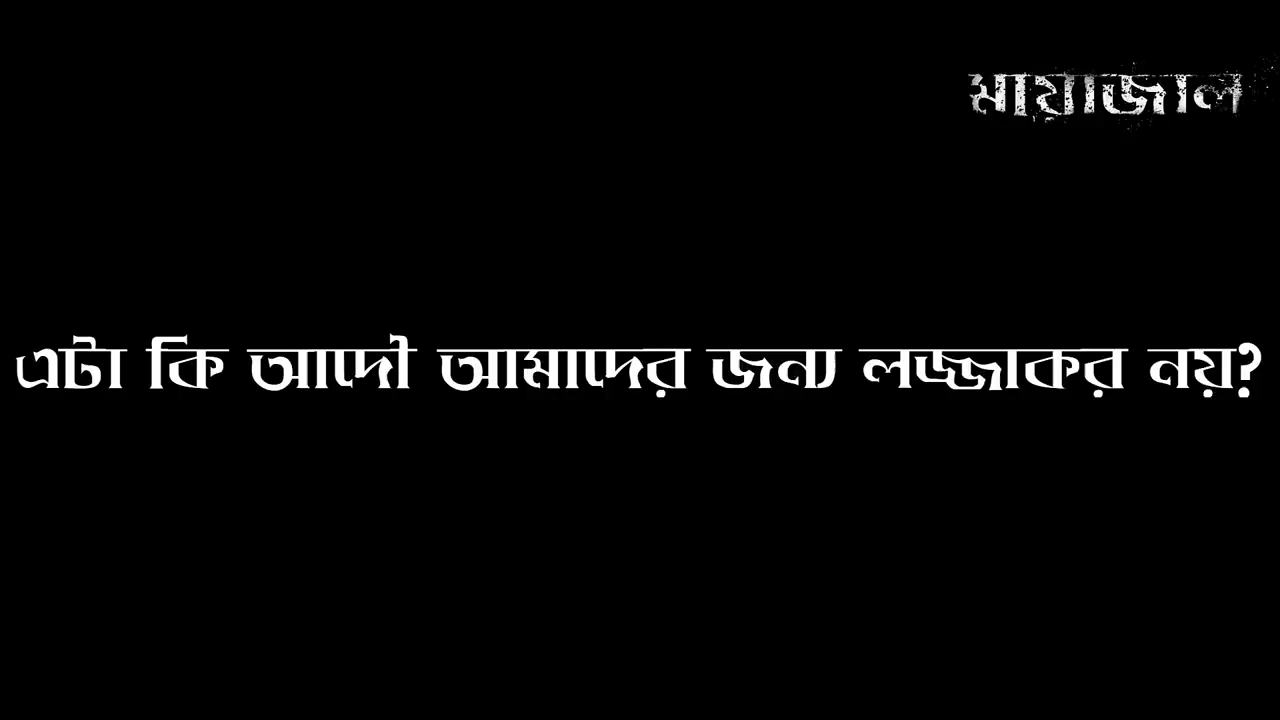 মায়াজাল
এটা কি আদৌ আমাদের জন্য লজ্জাকর নয়?